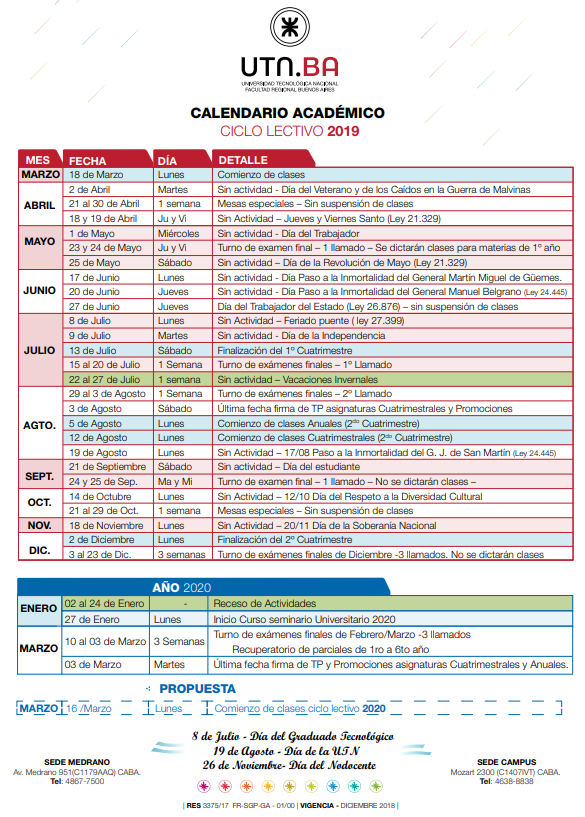 UTN.BA
UNIVERSIDAD TECNOLÓGICA NACIONAL
FACULTAD REGIONAL BUENOS AIRES
CALENDARIO ACADÉMICO
CICLO LECTIVO 2019
MES FECHA DÍA DETALLE
MARZO 18 de Marzo Lunes Comienzo de clases
ABRIL 2 de Abril Martes Sin actividad - Día del Veterano y de los Caídos en la Guerra de Malvinas
21 al 30 de Abril 1 semana Mesas especiales – Sin suspensión de clases
18 y 19 de Abril Ju y Vi Sin Actividad – Jueves y Viernes Santo (Ley 21.329)
MAYO 1 de Mayo Miércoles Sin actividad - Día del Trabajador
23 y 24 de Mayo Ju y Vi Turno de examen final – 1 llamado – Se dictarán clases para materias de 1º año
25 de Mayo Sábado Sin actividad – Día de la Revolución de Mayo (Ley 21.329)
JUNIO 17 de Junio Lunes Sin actividad - Día Paso a la Inmortalidad del General Martín Miguel de Güemes.
20 de Junio Jueves Sin actividad - Día Paso a la Inmortalidad del General Manuel Belgrano (Ley 24.445)
27 de Junio Jueves Día del Trabajador del Estado (Ley 26.876) – sin suspensión de clases
JULIO 8 de Julio Lunes Sin Actividad – Feriado puente ( ley 27.399)
9 de Julio Martes Sin actividad - Día de la Independencia
13 de Julio Sábado Finalización del 1º Cuatrimestre
15 al 20 de Julio 1 Semana Turno de exámenes finales – 1º Llamado
22 al 27 de Julio 1 semana Sin actividad – Vacaciones Invernales
AGTO. 29 al 3 de Agosto 1 Semana Turno de exámenes finales – 2º Llamado
3 de Agosto Sábado Última fecha firma de TP asignaturas Cuatrimestrales y Promociones
5 de Agosto Lunes Comienzo de clases Anuales (2do Cuatrimestre)
12 de Agosto Lunes Comienzo de clases Cuatrimestrales (2do Cuatrimestre)
19 de Agosto Lunes Sin Actividad – 17/08 Paso a la Inmortalidad del G. J. de San Martín (Ley 24.445)
SEPT. 21 de Septiembre Sábado Sin actividad – Día del estudiante
24 y 25 de Sep. Ma y Mi Turno de examen final – 1 llamado – No se dictarán clases –
OCT. 14 de Octubre Lunes Sin Actividad – 12/10 Día del Respeto a la Diversidad Cultural
21 al 29 de Oct. 1 semana Mesas especiales – Sin suspensión de clases
NOV. 18 de Noviembre Lunes Sin Actividad – 20/11 Día de la Soberanía Nacional
DIC. 2 de Diciembre Lunes Finalización del 2º Cuatrimestre
3 al 23 de Dic. 3 semanas Turno de exámenes finales de Diciembre -3 llamados. No se dictarán clases
AÑO 2020
ENERO 02 al 24 de Enero - Receso de Actividades
27 de Enero Lunes Inicio Curso seminario Universitario 2020
MARZO 10 al 03 de Marzo 3 Semanas Turno de exámenes finales de Febrero/Marzo -3 llamados
Recuperatorio de parciales de 1ro a 6to año
03 de Marzo Martes Última fecha firma de TP y Promociones asignaturas Cuatrimestrales y Anuales.
PROPUESTA
MARZO 16 /Marzo Lunes Comienzo de clases ciclo lectivo 2020
8 de Julio - Día del Graduado Tecnológico
19 de Agosto - Día de la UTN
26 de Noviembre- Día del Nodocente
SEDE MEDRANO
Av. Medrano 951(C1179AAQ) CABA.
Tel: 4867-7500
SEDE CAMPUS
Mozart 2300 (C1407IVT) CABA.
Tel: 4638-8838
| RES 3375/17 FR-SGP-GA - 01/00 | VIGENCIA - DICIEMBRE 2018 |